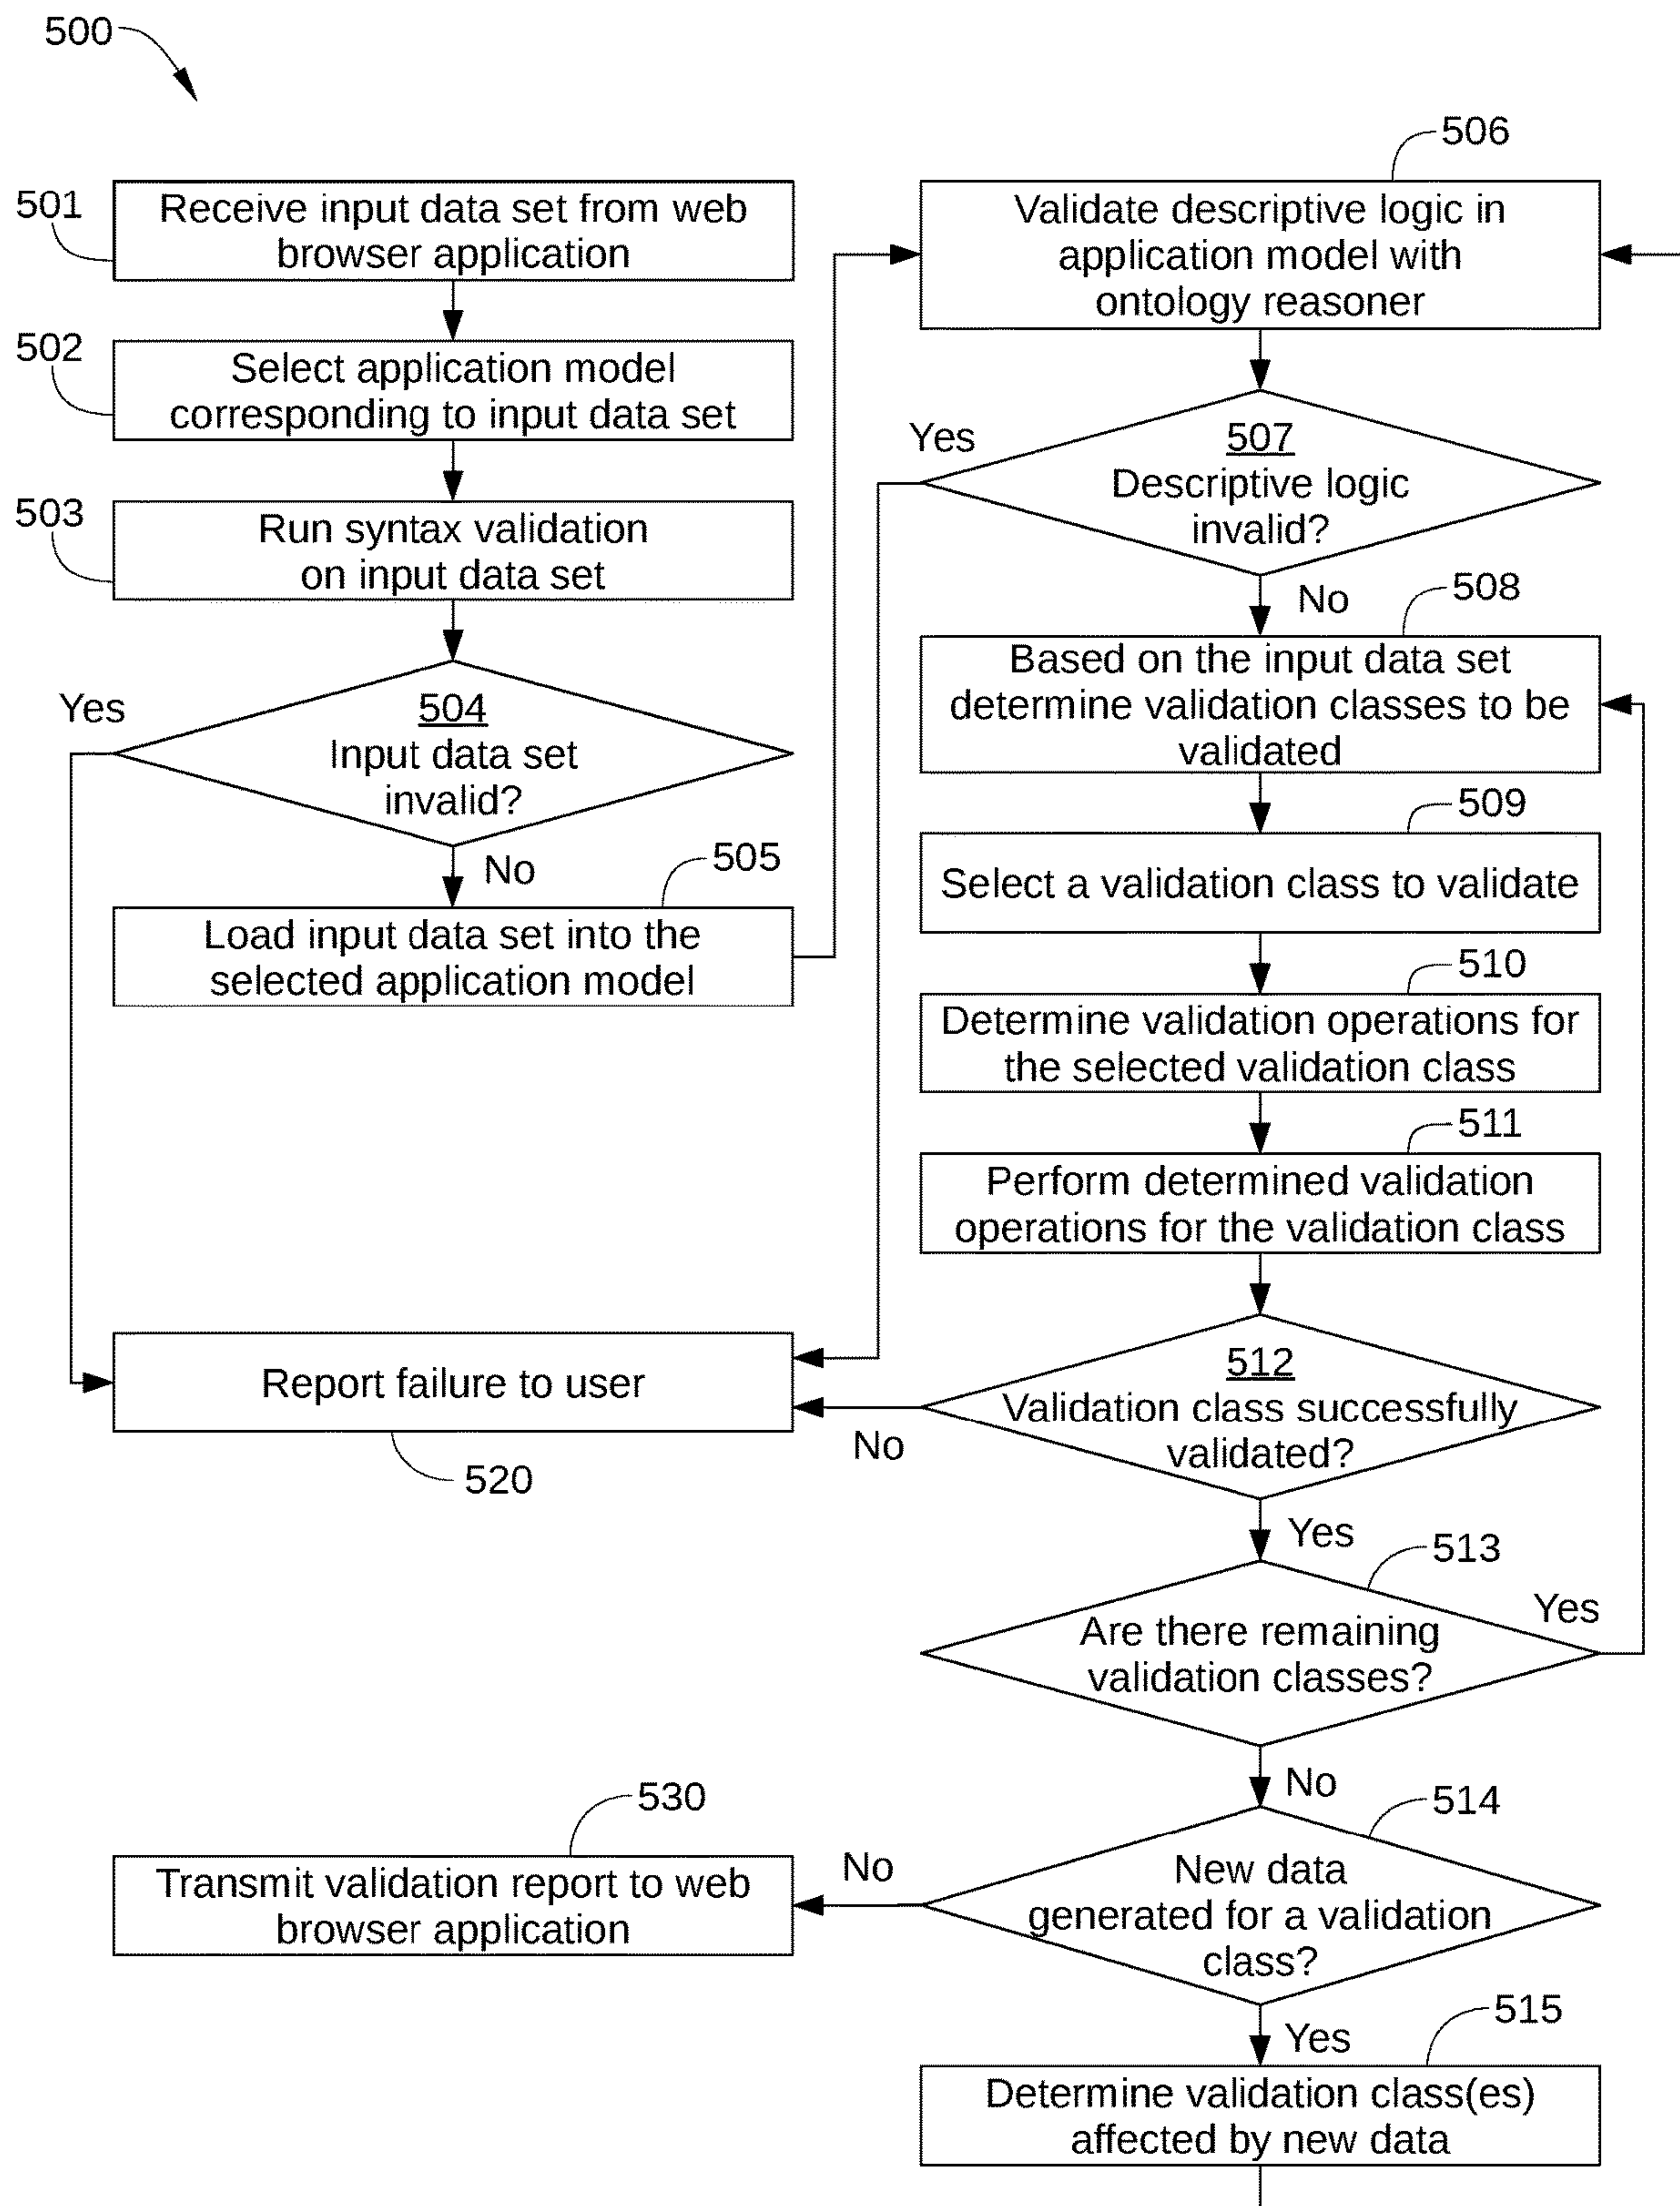 500
501
Receive input data set from web
browser application
502
Select application model
corresponding to input data set
503
Run syntax validation
on input data set
Yes
504
Input data set
invalid?
No
505
Load input data set into the
selected application model
506
Validate descriptive logic in
application model with
ontology reasoner
Yes
507
Descriptive logic
invalid?
No
508
Based on the input data set
determine validation classes to be
validated
509
Select a validation class to validate
510
Determine validation operations for
the selected validation class
511
Perform determined validation
operations for the validation class
512
Validation class successfully
validated?
No
Report failure to user
520
Yes
513
Are there remaining
validation classes?
Yes
No
514
New data
generated for a validation
class?
No
530
Transmit validation report to web
browser application
Yes
515
Determine validation class(es)
affected by new data